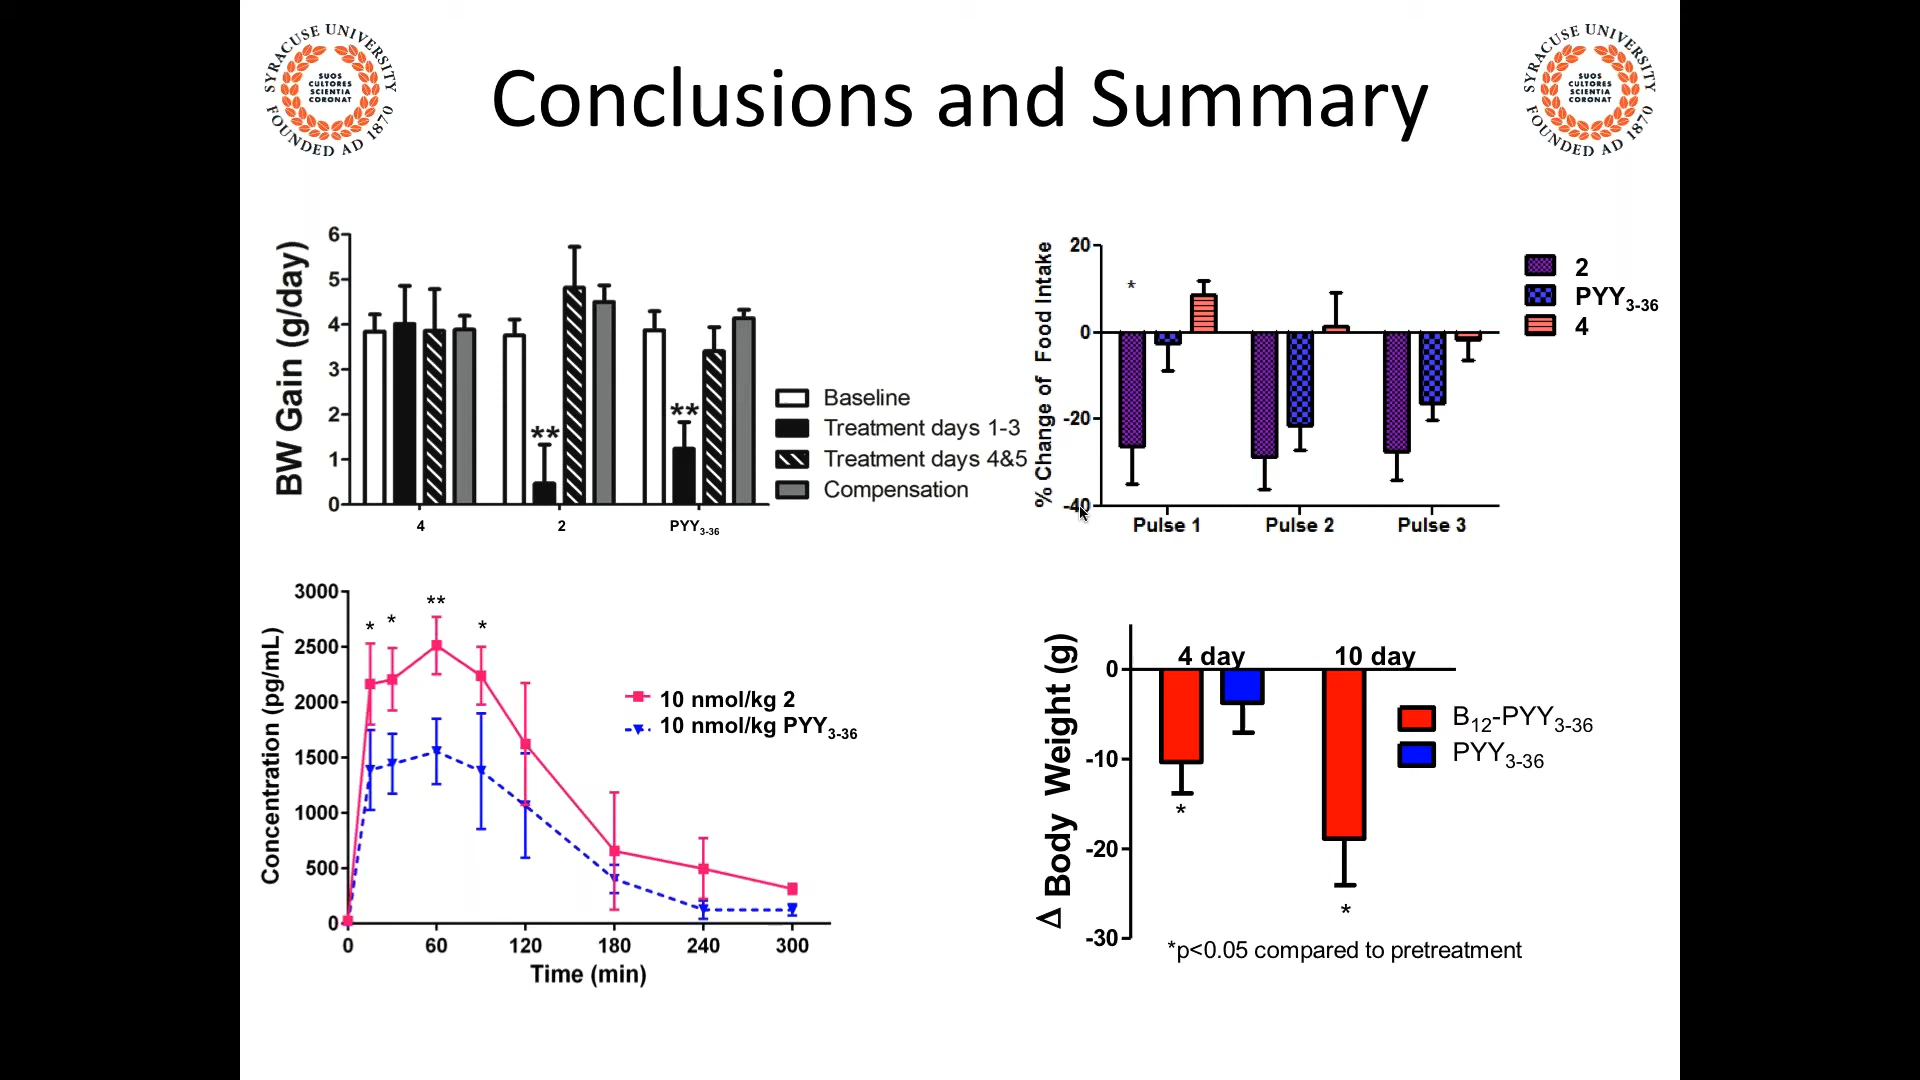 SYRACUSE UNIVERSITY
FOUNDED AD 1870
SUOS
CULTORES
SCIENTIA
CORONAT
Conclusions and Summary
SYRACUSE UNIVERSITY
FOUNDED AD 1870
SUOS
CULTORES
SCIENTIA
CORONAT
BW Gain (g/day)
6
5
4
3
2
1
0
**
**
4
2
PYY3-36
Baseline
Treatment days 1-3
Treatment days 4&5
Compensation
% Change of Food Intake
20
0
-20
-40
*
Pulse 1
Pulse 2
Pulse 3
2
PYY3-36
4
Concentration (pg/mL)
3000
2500
2000
1500
1000
500
0
*
*
**
*
10 nmol/kg 2
10 nmol/kg PYY3-36
0
60
120
180
240
300
Time (min)
Δ Body Weight (g)
0
-10
-20
-30
4 day
10 day
*
*
B12-PYY3-36
PYY3-36
*p<0.05 compared to pretreatment